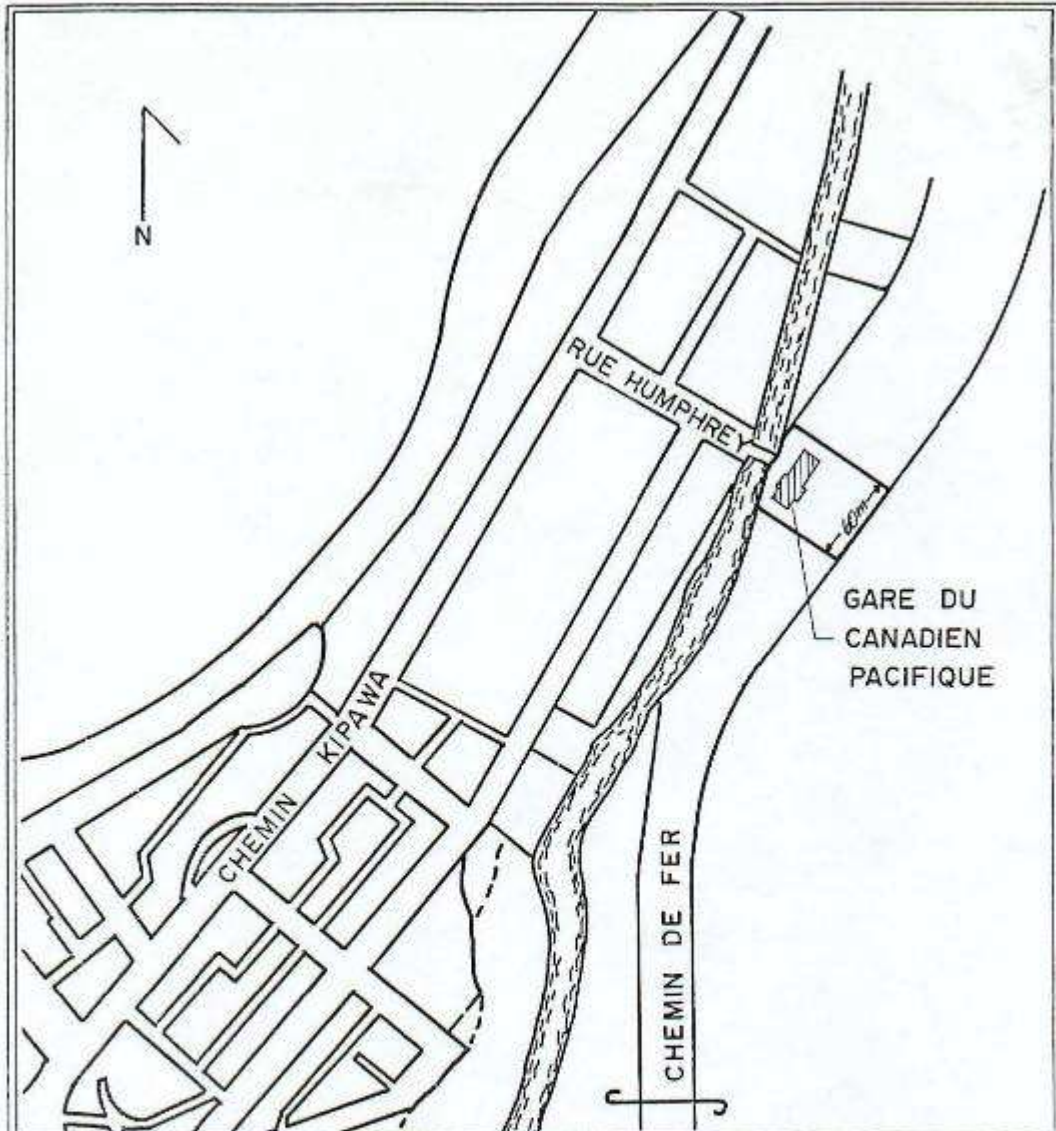 N
RUE HUMPHREY
60m
GARE DU
CANADIEN
PACIFIQUE
CHEMIN KIPAWA
CHEMIN DE FER